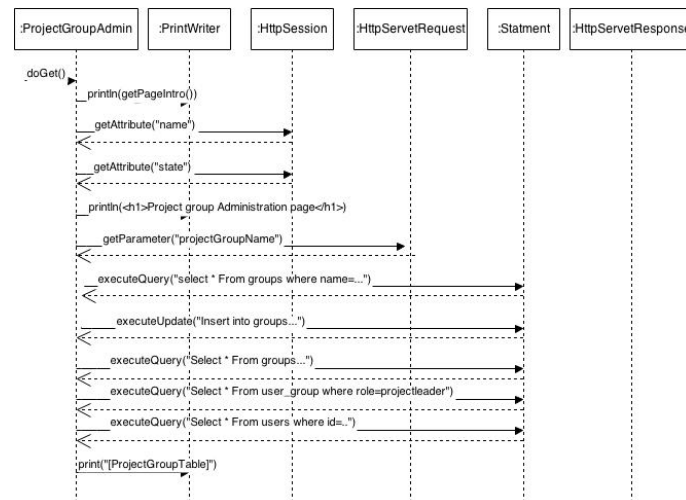 :ProjectGroupAdmin
:PrintWriter
:HttpSession
:HttpServetRequest
:Statment
:HttpServetResponse
doGet()
println(getPageIntro())
getAttribute("name")
getAttribute("state")
println(<h1>Project group Administration page</h1>)
getParameter("projectGroupName")
executeQuery("select * From groups where name=...")
executeUpdate("Insert into groups...")
executeQuery("Select * From groups...")
executeQuery("Select * From user_group where role=projectleader")
executeQuery("Select * From users where id=..")
print("[ProjectGroupTable]")